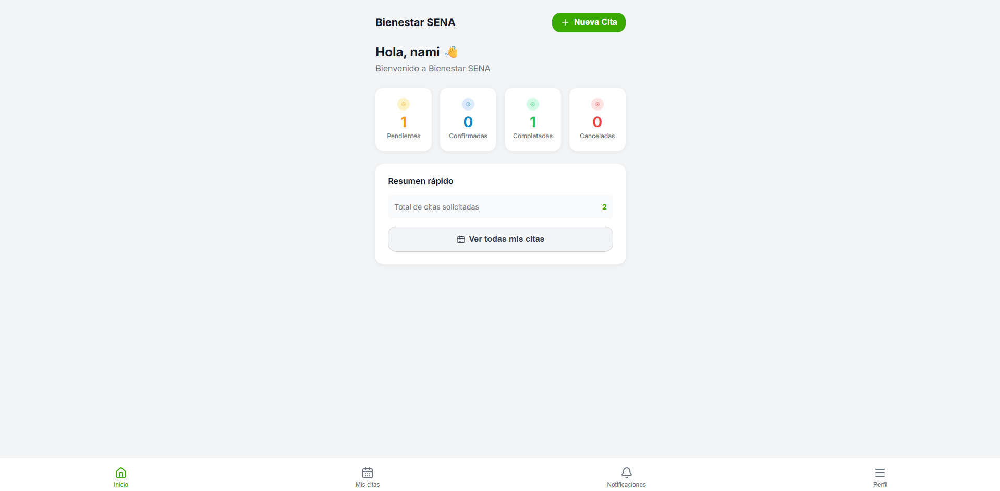 Bienestar SENA
Nueva Cita
Hola, nami 👋
Bienvenido a Bienestar SENA
1
Pendientes
0
Confirmadas
1
Completadas
0
Canceladas
Resumen rápido
Total de citas solicitadas 2
Ver todas mis citas
Inicio
Mis citas
Notificaciones
Perfil